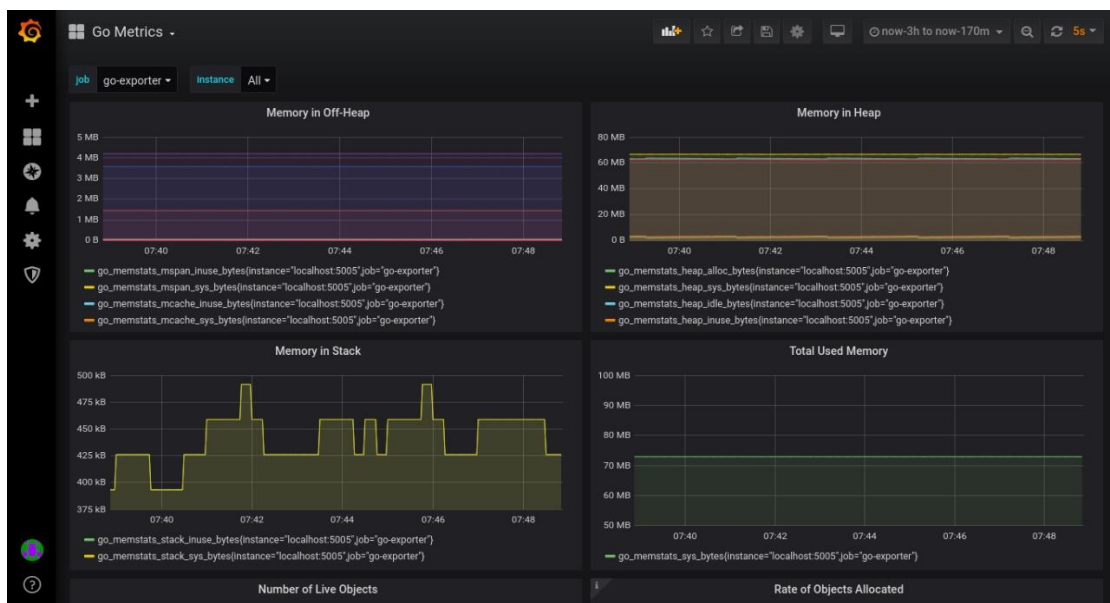 Go Metrics
now-3h to now-170m
5s
job go-exporter instance All
Memory in Off-Heap
5 MB
4 MB
3 MB
2 MB
1 MB
0 B
07:40 07:42 07:44 07:46 07:48
go_memstats_mspan_inuse_bytes{instance="localhost:5005",job="go-exporter"}
go_memstats_mspan_sys_bytes{instance="localhost:5005",job="go-exporter"}
go_memstats_mcache_inuse_bytes{instance="localhost:5005",job="go-exporter"}
go_memstats_mcache_sys_bytes{instance="localhost:5005",job="go-exporter"}
Memory in Heap
80 MB
60 MB
40 MB
20 MB
0 B
07:40 07:42 07:44 07:46 07:48
go_memstats_heap_alloc_bytes{instance="localhost:5005",job="go-exporter"}
go_memstats_heap_sys_bytes{instance="localhost:5005",job="go-exporter"}
go_memstats_heap_idle_bytes{instance="localhost:5005",job="go-exporter"}
go_memstats_heap_inuse_bytes{instance="localhost:5005",job="go-exporter"}
Memory in Stack
500 kB
475 kB
450 kB
425 kB
400 kB
375 kB
07:40 07:42 07:44 07:46 07:48
go_memstats_stack_inuse_bytes{instance="localhost:5005",job="go-exporter"}
go_memstats_stack_sys_bytes{instance="localhost:5005",job="go-exporter"}
Total Used Memory
100 MB
90 MB
80 MB
70 MB
60 MB
50 MB
07:40 07:42 07:44 07:46 07:48
go_memstats_sys_bytes{instance="localhost:5005",job="go-exporter"}
Number of Live Objects
i
Rate of Objects Allocated